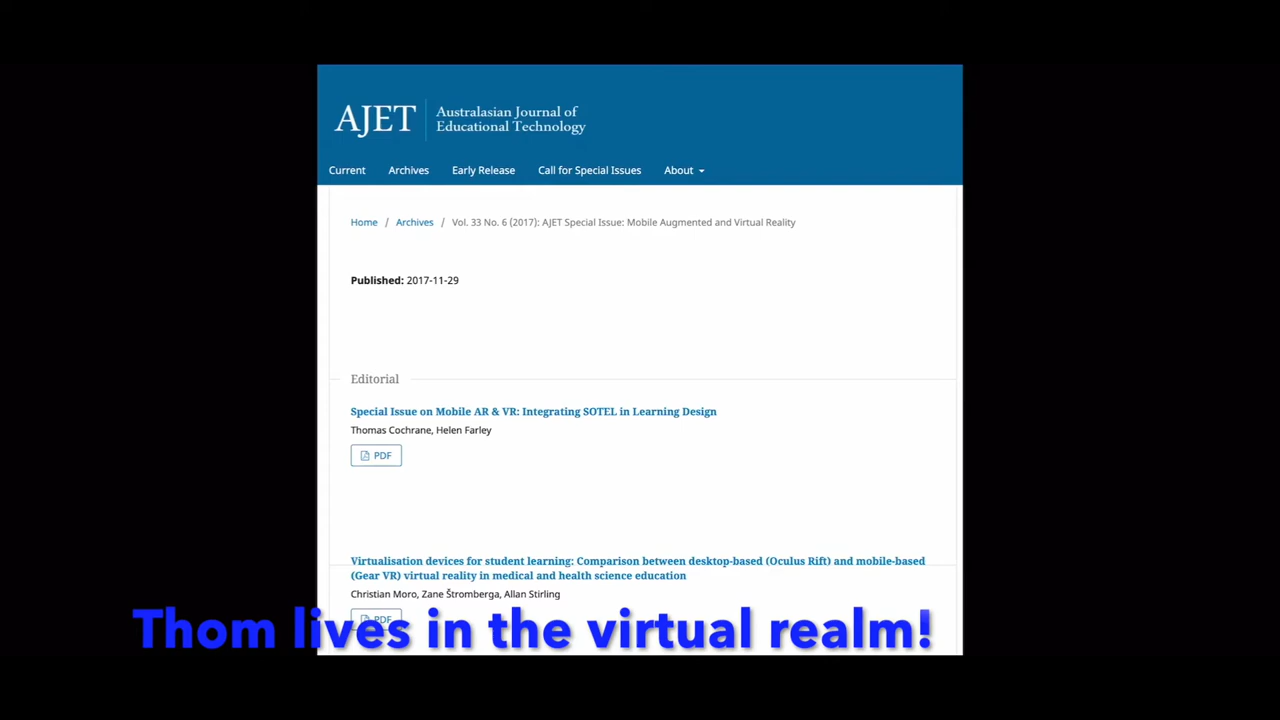 AJET
Australasian Journal of
Educational Technology
Current Archives Early Release Call for Special Issues About
Home / Archives / Vol. 33 No. 6 (2017): AJET Special Issue: Mobile Augmented and Virtual Reality
Published: 2017-11-29
Editorial
Special Issue on Mobile AR & VR: Integrating SOTEL in Learning Design
Thomas Cochrane, Helen Farley
PDF
Virtualisation devices for student learning: Comparison between desktop-based (Oculus Rift) and mobile-based
(Gear VR) virtual reality in medical and health science education
Christian Moro, Zane Štromberga, Allan Stirling
PDF
Thom lives in the virtual realm!